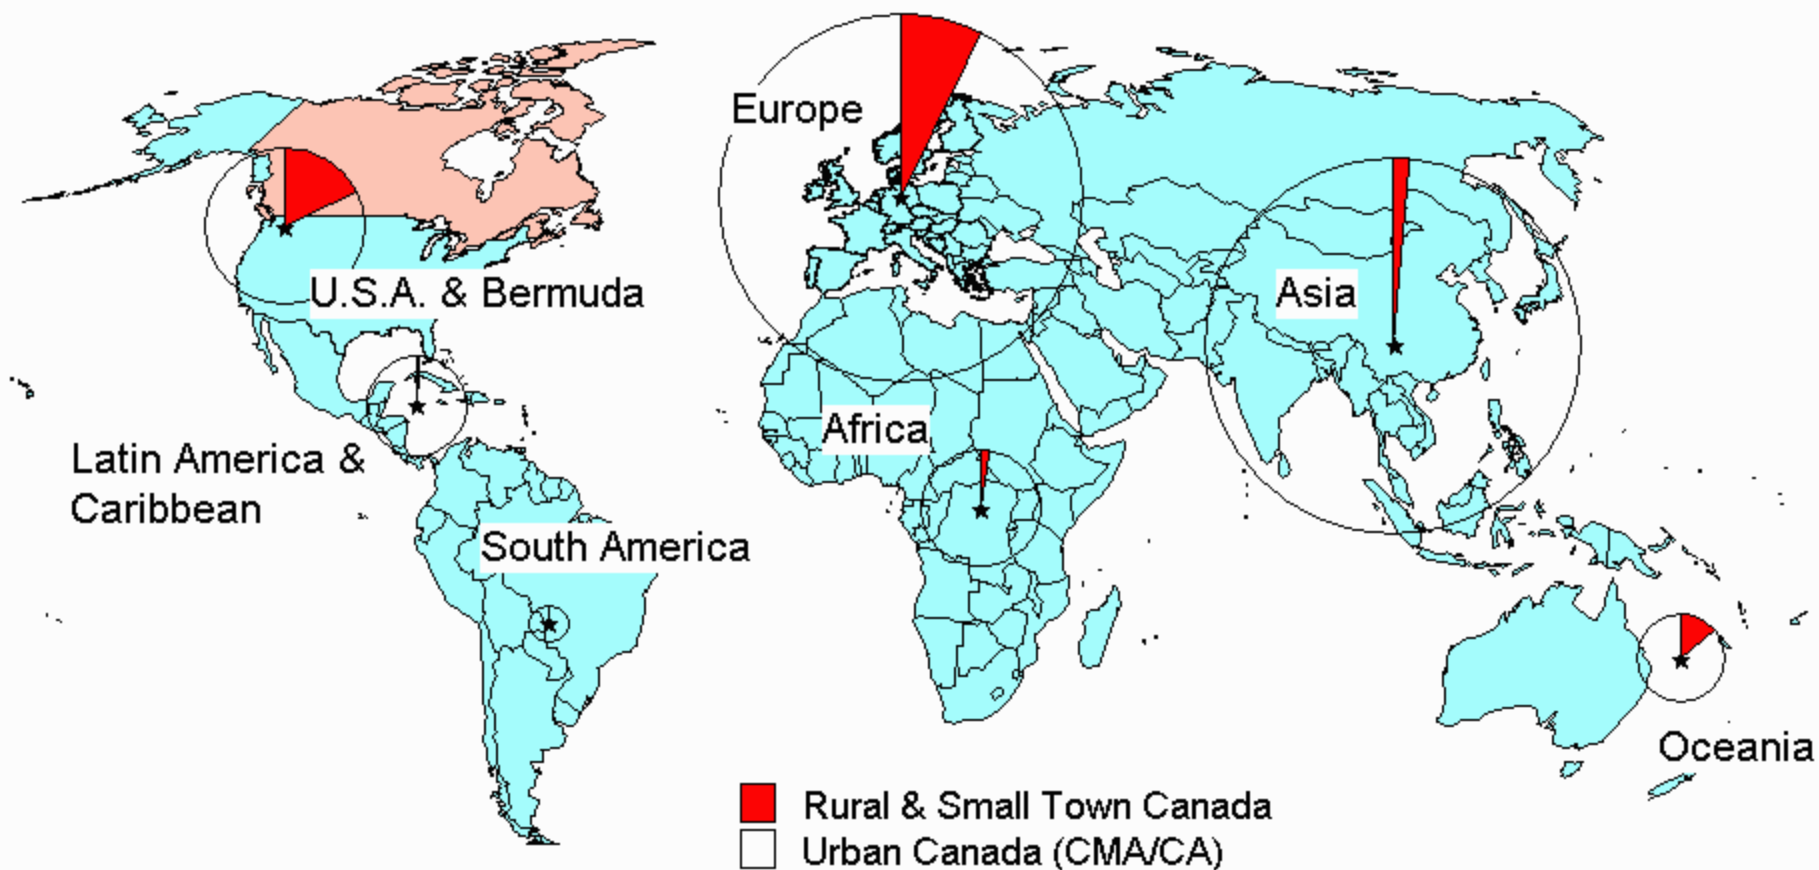 Europe
U.S.A. & Bermuda
Asia
Africa
Latin America &
Caribbean
South America
Oceania
Rural & Small Town Canada
Urban Canada (CMA/CA)